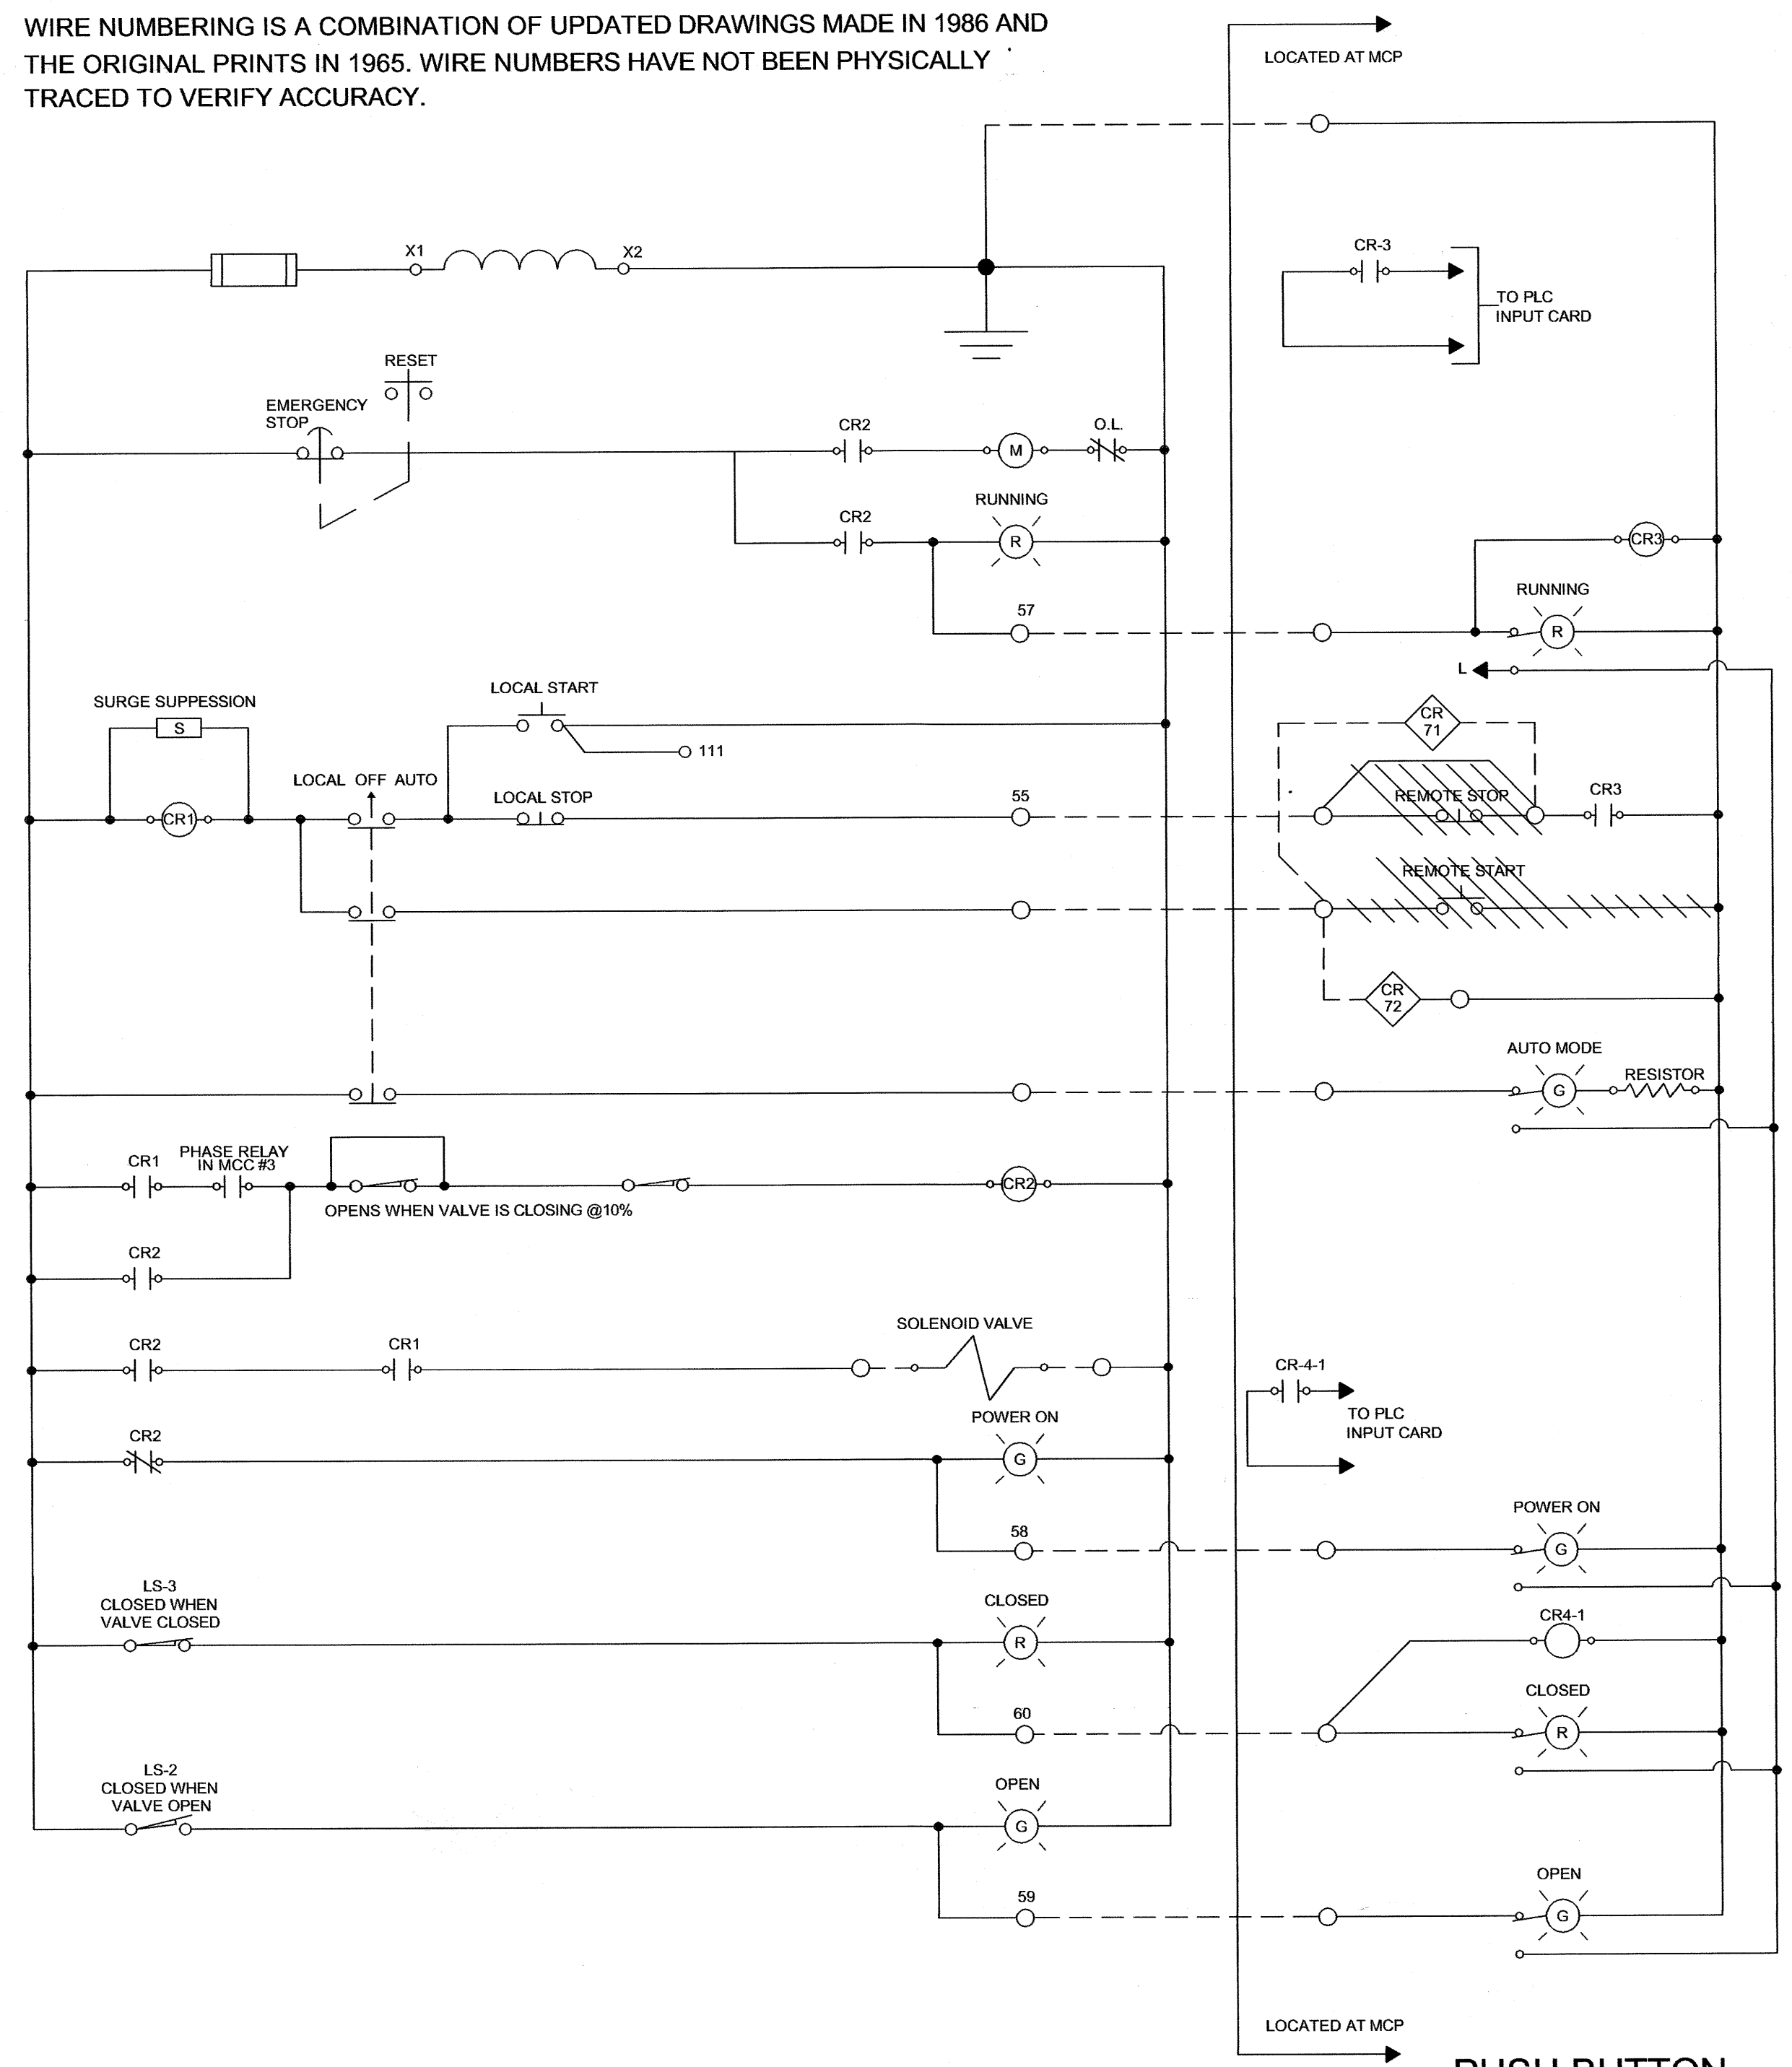 WIRE NUMBERING IS A COMBINATION OF UPDATED DRAWINGS MADE IN 1986 AND
THE ORIGINAL PRINTS IN 1965. WIRE NUMBERS HAVE NOT BEEN PHYSICALLY
TRACED TO VERIFY ACCURACY.
LOCATED AT MCP
X1
X2
CR-3
TO PLC
INPUT CARD
RESET
EMERGENCY
STOP
CR2
M
O.L.
CR2
RUNNING
R
CR3
57
RUNNING
R
L
SURGE SUPPESSION
S
LOCAL START
111
CR
71
LOCAL OFF AUTO
CR1
LOCAL STOP
55
REMOTE STOP
CR3
REMOTE START
CR
72
AUTO MODE
G
RESISTOR
CR1
PHASE RELAY
IN MCC #3
OPENS WHEN VALVE IS CLOSING @10%
CR2
CR2
CR2
CR1
SOLENOID VALVE
CR-4-1
TO PLC
INPUT CARD
CR2
POWER ON
G
58
POWER ON
G
LS-3
CLOSED WHEN
VALVE CLOSED
CLOSED
R
CR4-1
60
CLOSED
R
LS-2
CLOSED WHEN
VALVE OPEN
OPEN
G
59
OPEN
G
LOCATED AT MCP
PUSH BUTTON